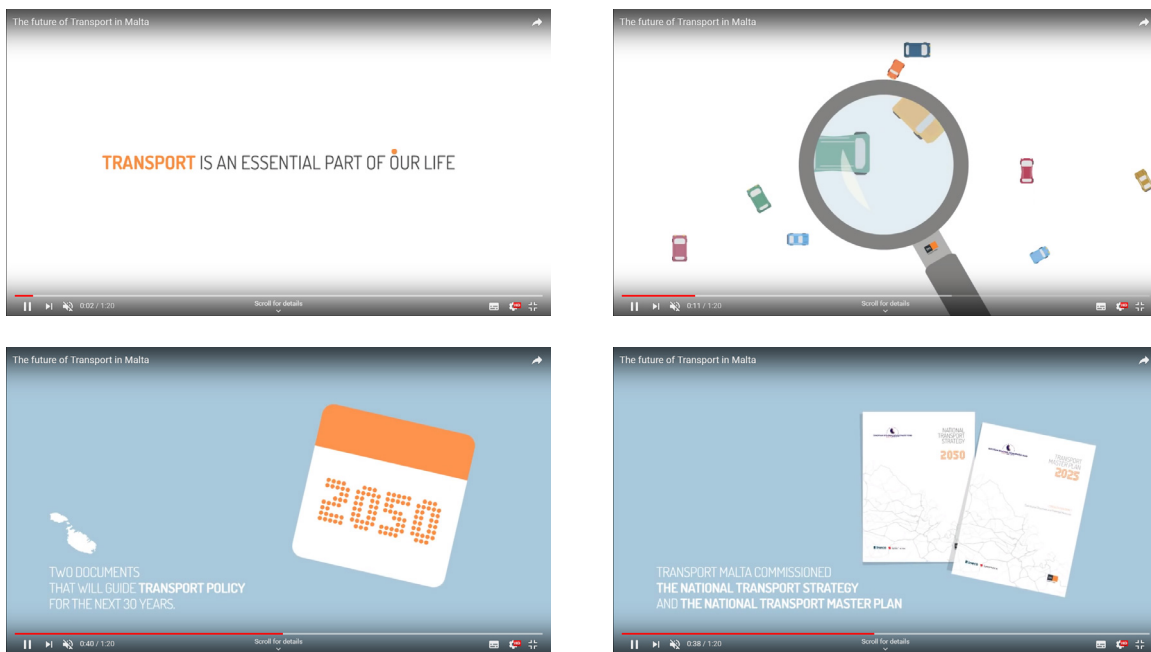 The future of Transport in Malta
TRANSPORT IS AN ESSENTIAL PART OF OUR LIFE
0:02 / 1:20
Scroll for details
The future of Transport in Malta
0:11 / 1:20
Scroll for details
The future of Transport in Malta
2050
TWO DOCUMENTS
THAT WILL GUIDE TRANSPORT POLICY
FOR THE NEXT 30 YEARS.
0:40 / 1:20
Scroll for details
The future of Transport in Malta
NATIONAL
TRANSPORT
STRATEGY
2050
TRANSPORT
MASTER PLAN
2025
TRANSPORT MALTA COMMISSIONED
THE NATIONAL TRANSPORT STRATEGY
AND THE NATIONAL TRANSPORT MASTER PLAN
0:38 / 1:20
Scroll for details